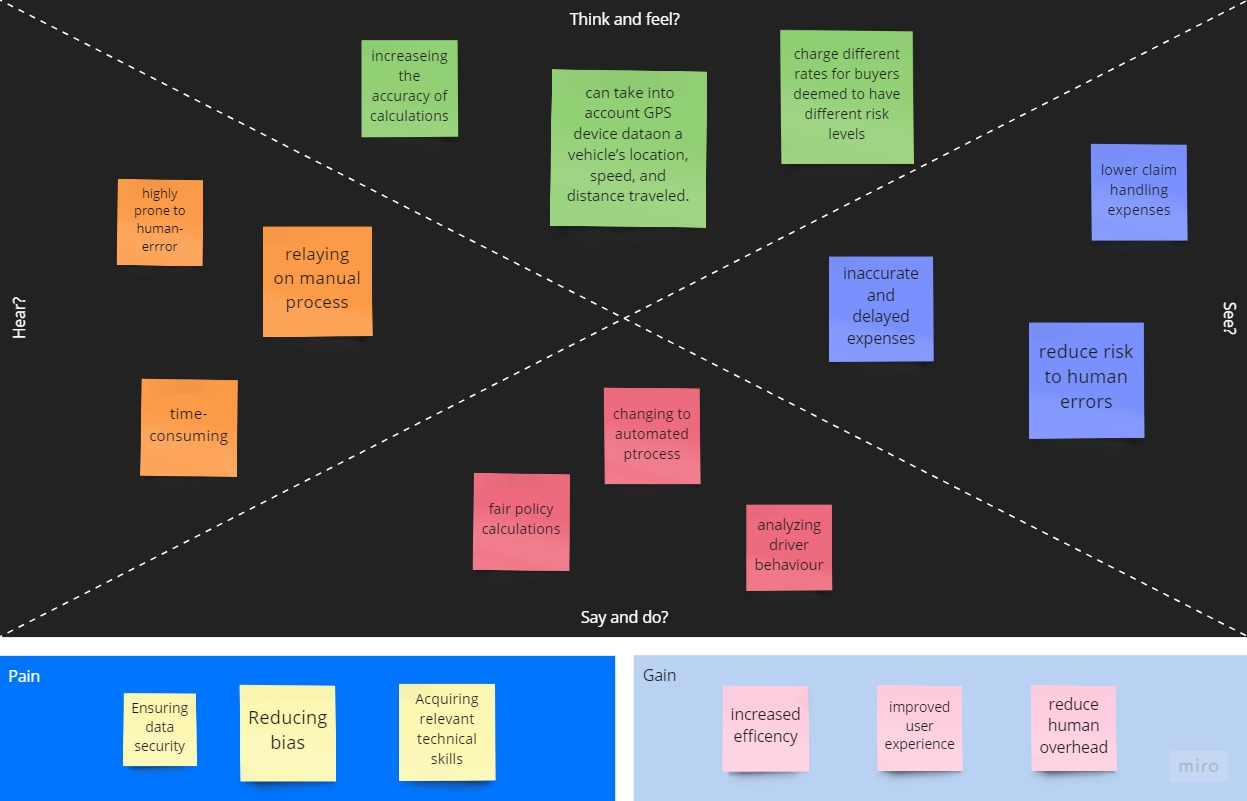 Think and feel?
increaseing
the
accuracy of
calculations
can take into
account GPS
device dataon a
vehicle's location,
speed, and
distance traveled.
charge different
rates for buyers
deemed to have
different risk
levels
Hear?
highly
prone to
human-
errror
relaying
on manual
process
time-
consuming
See?
lower claim
handling
expenses
inaccurate
and
delayed
expenses
reduce risk
to human
errors
changing to
automated
ptrocess
fair policy
calculations
analyzing
driver
behaviour
Say and do?
Pain
Ensuring
data
security
Reducing
bias
Acquiring
relevant
technical
skills
Gain
increased
efficency
improved
user
experience
reduce
human
overhead
miro